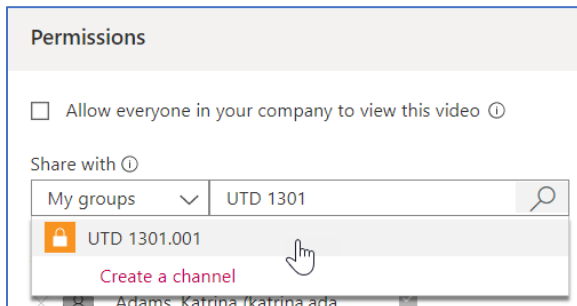 Permissions
Allow everyone in your company to view this video
Share with
My groups UTD 1301
UTD 1301.001
Create a channel
Adams, Katrina (katrina.ada